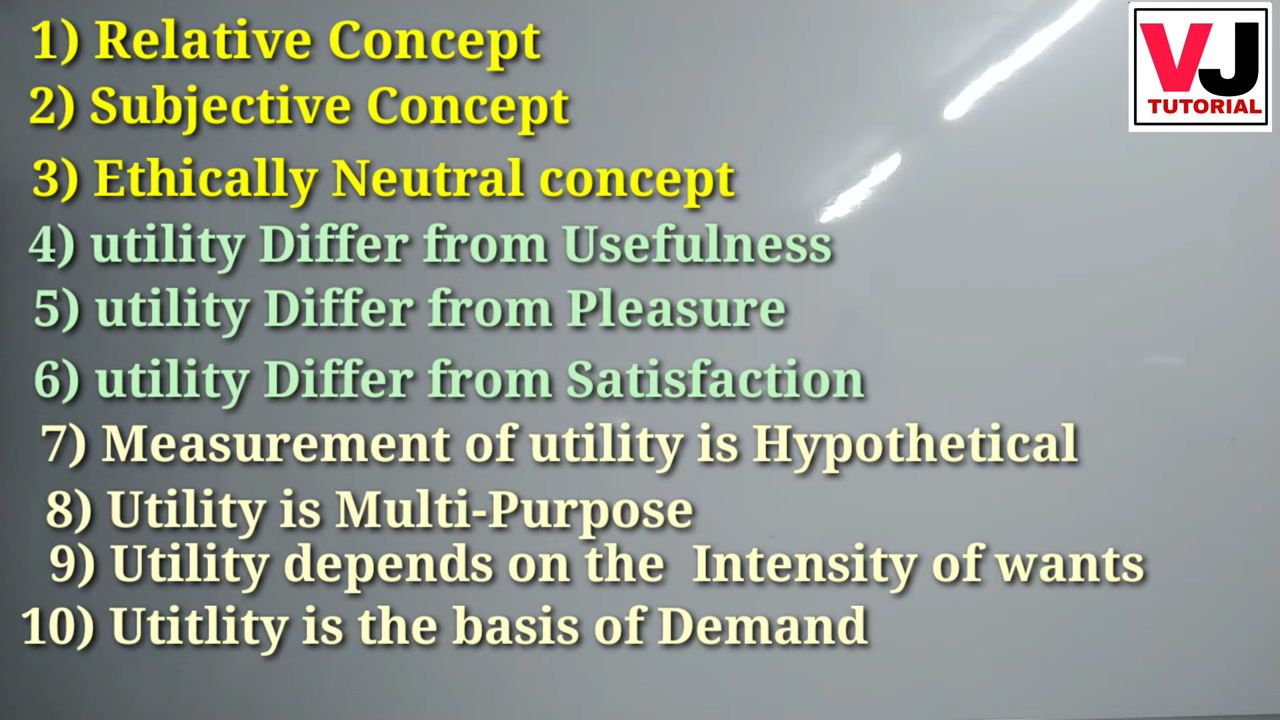 1) Relative Concept
2) Subjective Concept
3) Ethically Neutral concept
4) utility Differ from Usefulness
5) utility Differ from Pleasure
6) utility Differ from Satisfaction
7) Measurement of utility is Hypothetical
8) Utility is Multi-Purpose
9) Utility depends on the Intensity of wants
10) Utitlity is the basis of Demand
VJ
TUTORIAL